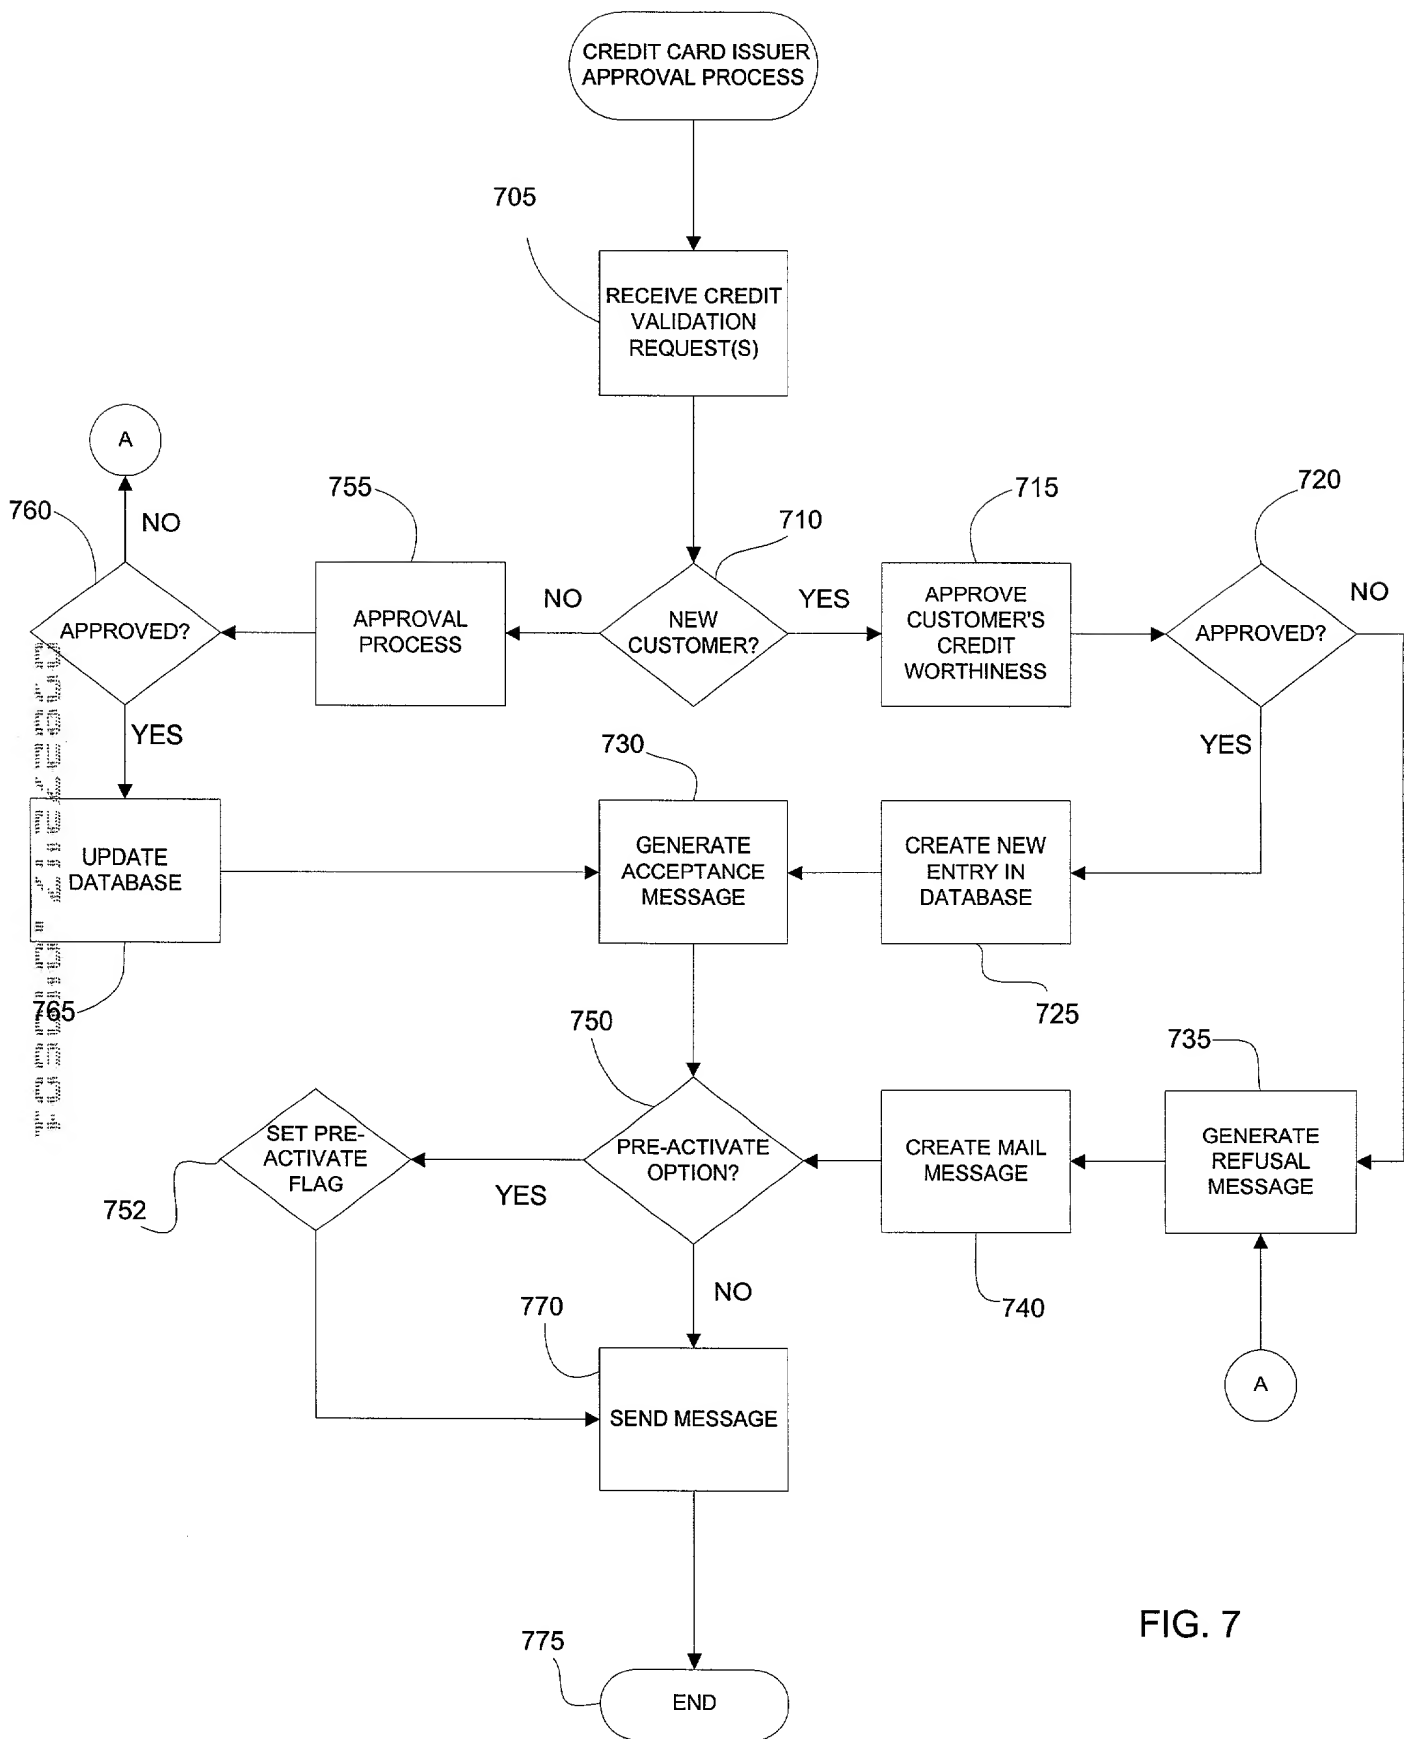 CREDIT CARD ISSUER
APPROVAL PROCESS
705
RECEIVE CREDIT
VALIDATION
REQUEST(S)
A
760
NO
755
710
715
720
APPROVED?
APPROVAL
PROCESS
NO
NEW
CUSTOMER?
YES
APPROVE
CUSTOMER'S
CREDIT
WORTHINESS
APPROVED?
NO
YES
YES
730
UPDATE
DATABASE
GENERATE
ACCEPTANCE
MESSAGE
CREATE NEW
ENTRY IN
DATABASE
765
725
750
735
SET PRE-
ACTIVATE
FLAG
752
YES
PRE-ACTIVATE
OPTION?
CREATE MAIL
MESSAGE
GENERATE
REFUSAL
MESSAGE
NO
740
770
SEND MESSAGE
A
FIG. 7
775
END